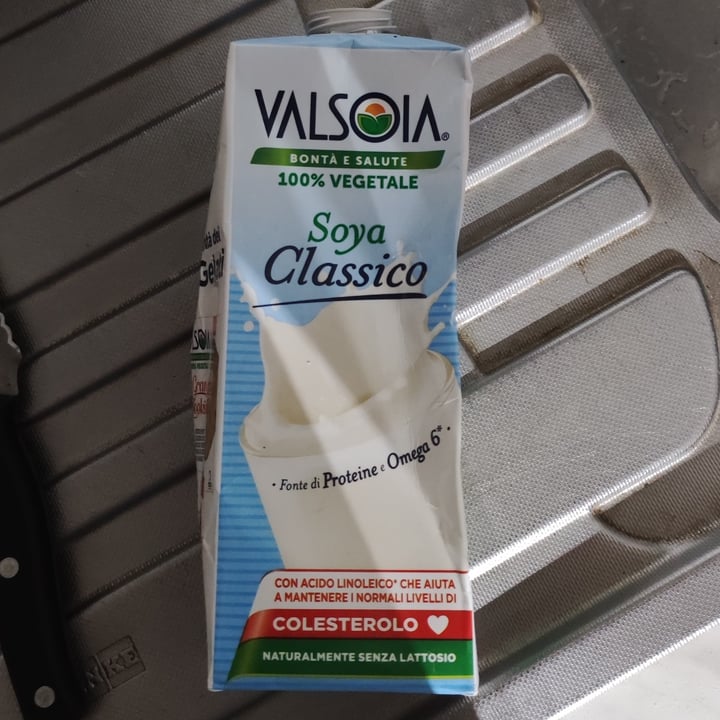 VALSOIA®
BONTÀ E SALUTE
100% VEGETALE
Soya
Classico
• Fonte di Proteine e Omega 6* •
CON ACIDO LINOLEICO* CHE AIUTA
A MANTENERE I NORMALI LIVELLI DI
COLESTEROLO
NATURALMENTE SENZA LATTOSIO